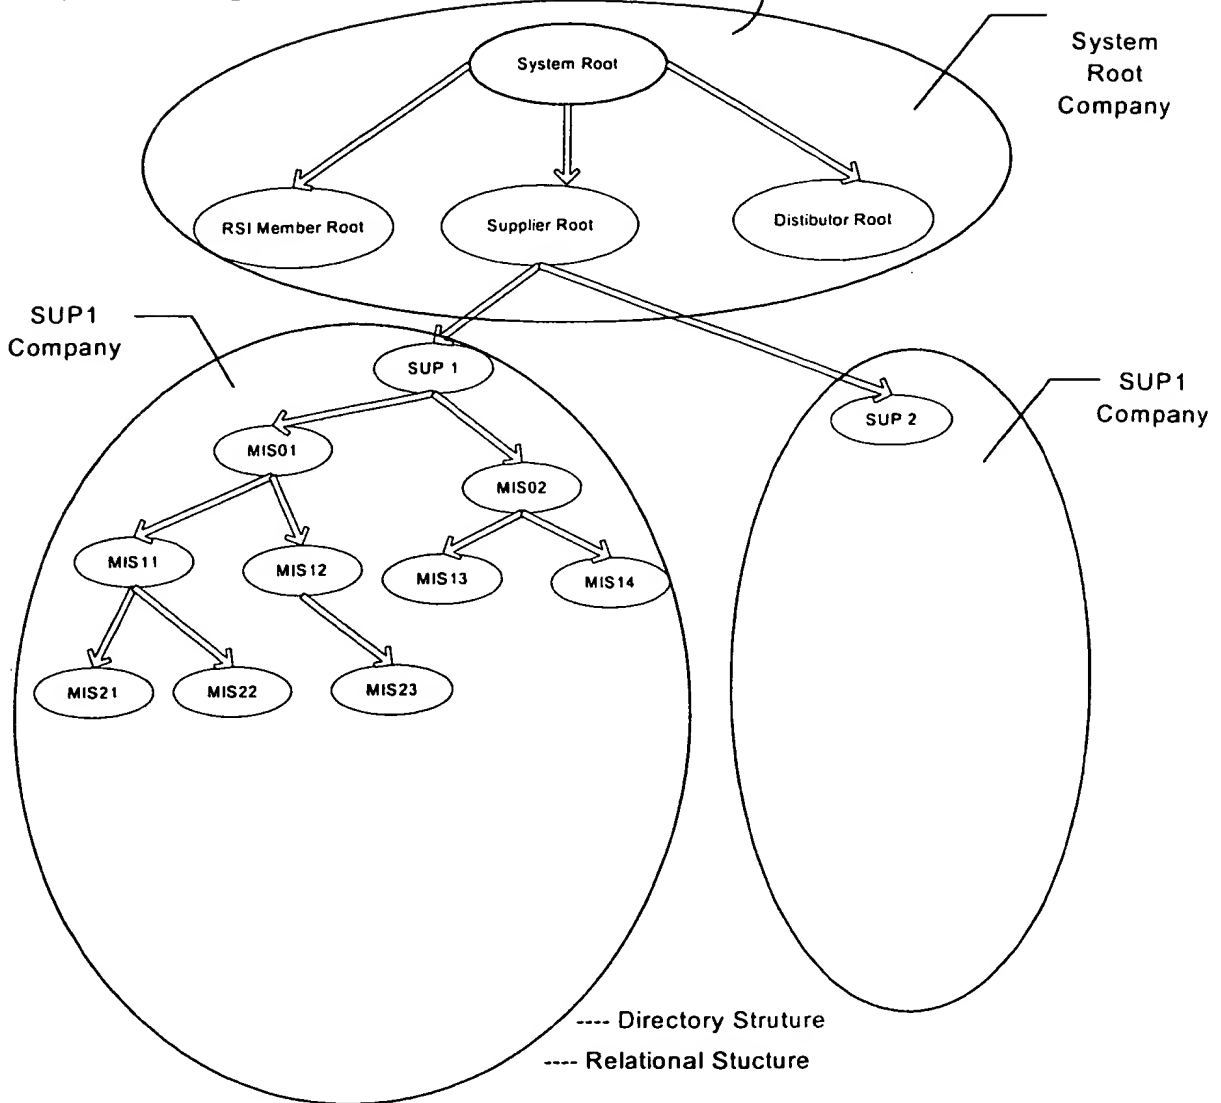 System
Root
Company
System Root
RSI Member Root
Supplier Root
Distibutor Root
SUP1
Company
SUP 1
SUP1
Company
SUP 2
MIS01
MIS02
MIS11
MIS12
MIS13
MIS14
MIS21
MIS22
MIS23
---- Directory Struture
---- Relational Stucture